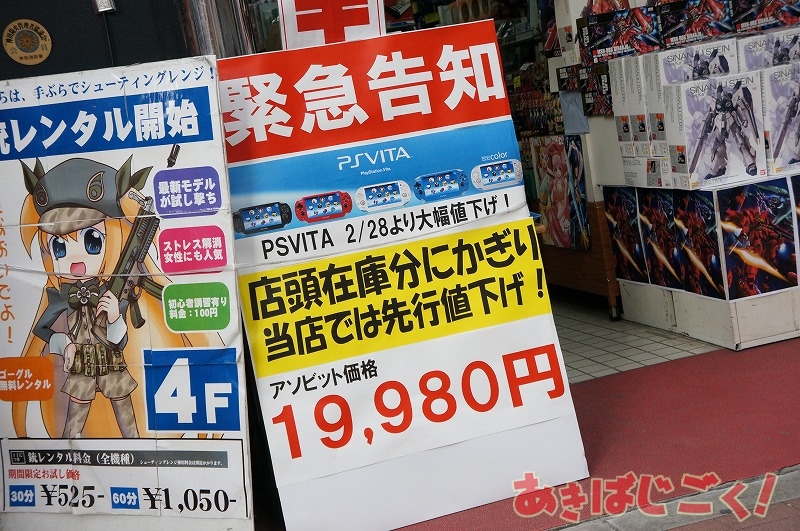 ちは、手ぶらでシューティングレンジ!
銃レンタル開始
最新モデル
が試し撃ち
ストレス解消
女性にも人気
初心者講習有り
料金:100円
ゴーグル
無料レンタル
4F
銃レンタル料金(全機種)
期間限定お試し価格
30分 ¥525-
60分 ¥1,050-
緊急告知
PSVITA
PlayStation Vita
color
PSVITA 2/28より大幅値下げ!
店頭在庫分にかぎり
当店では先行値下げ!
アソビット価格
19,980円
SINANJU STEIN
BANDAI
あきばじごく!